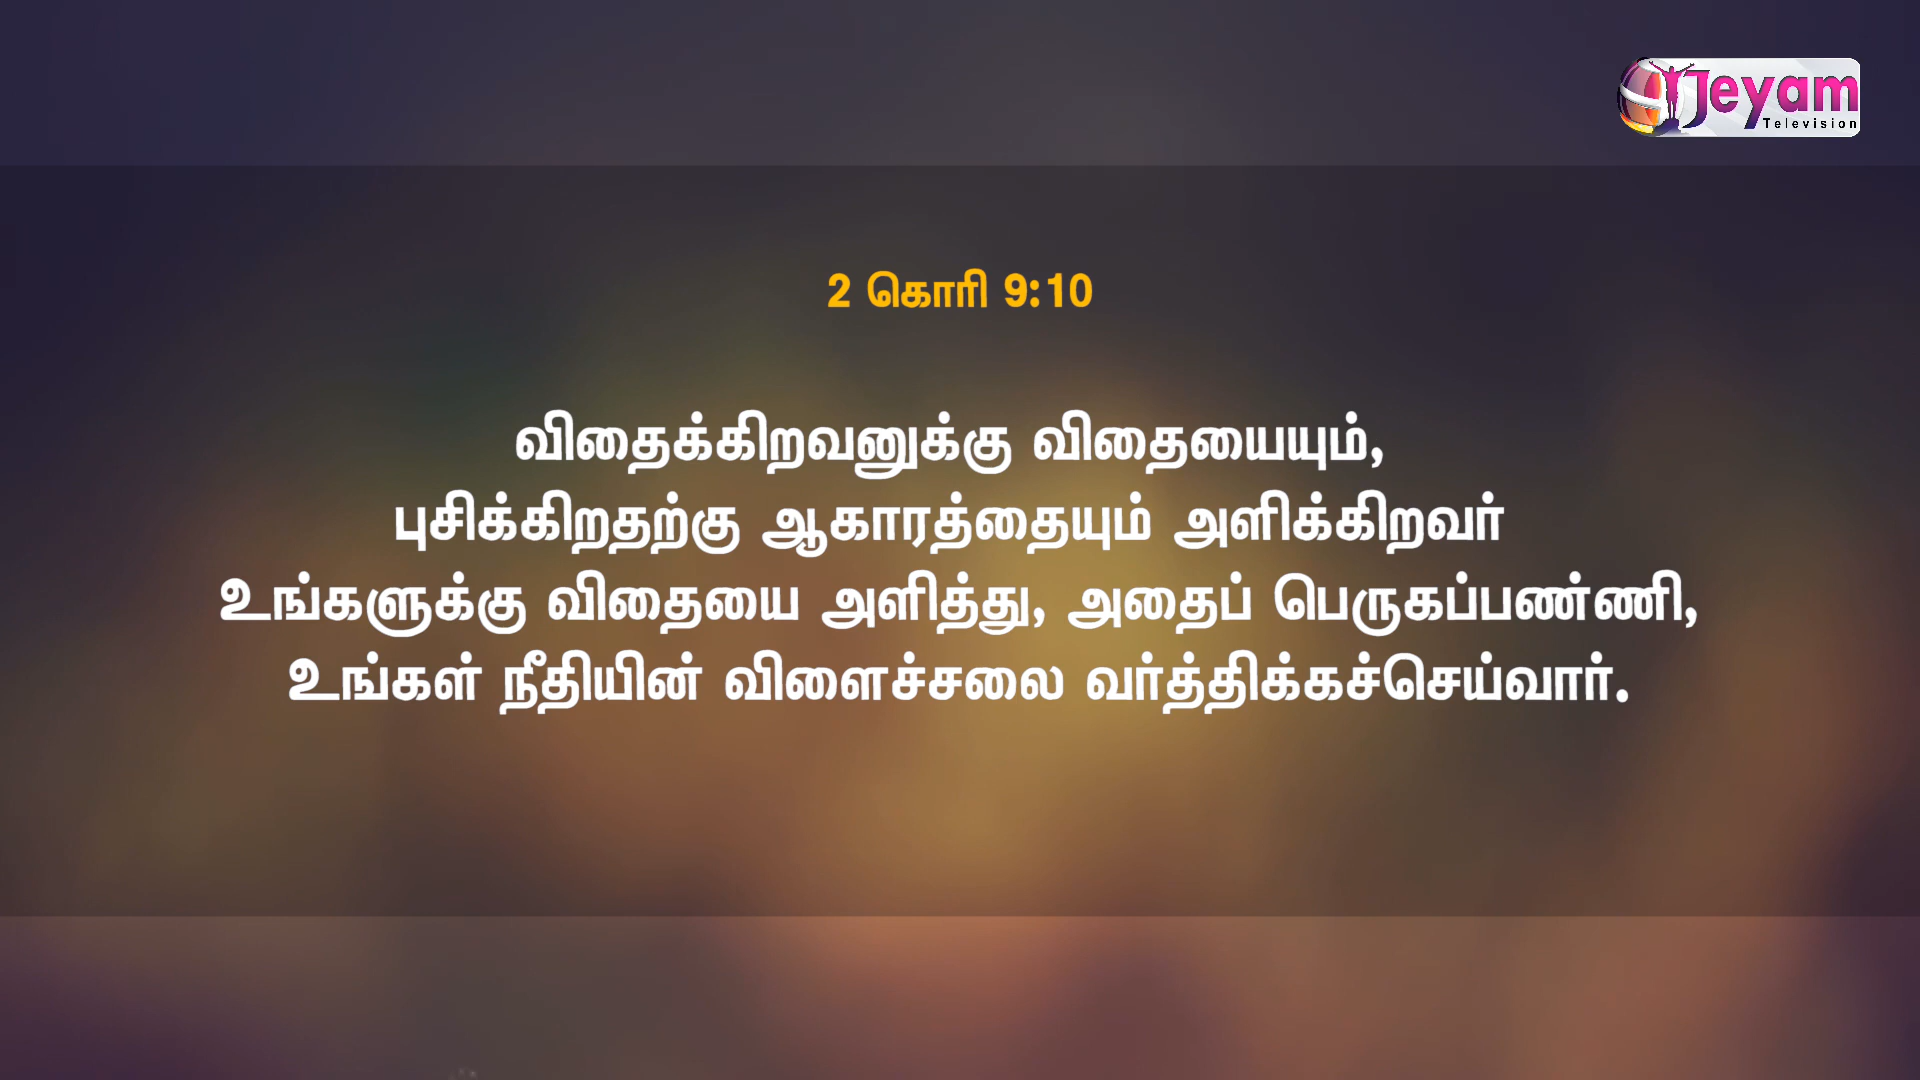 Jeyam
Television
2 கொரி 9:10
விதைக்கிறவனுக்கு விதையையும்,
புசிக்கிறதற்கு ஆகாரத்தையும் அளிக்கிறவர்
உங்களுக்கு விதையை அளித்து, அதைப் பெருகப்பண்ணி,
உங்கள் நீதியின் விளைச்சலை வர்த்திக்கச்செய்வார்.